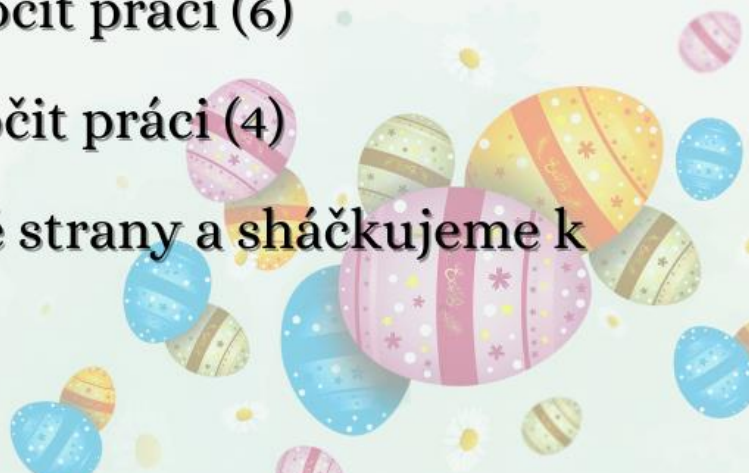 očit práci (6)
očit práci (4)
é strany a sháčkujeme k